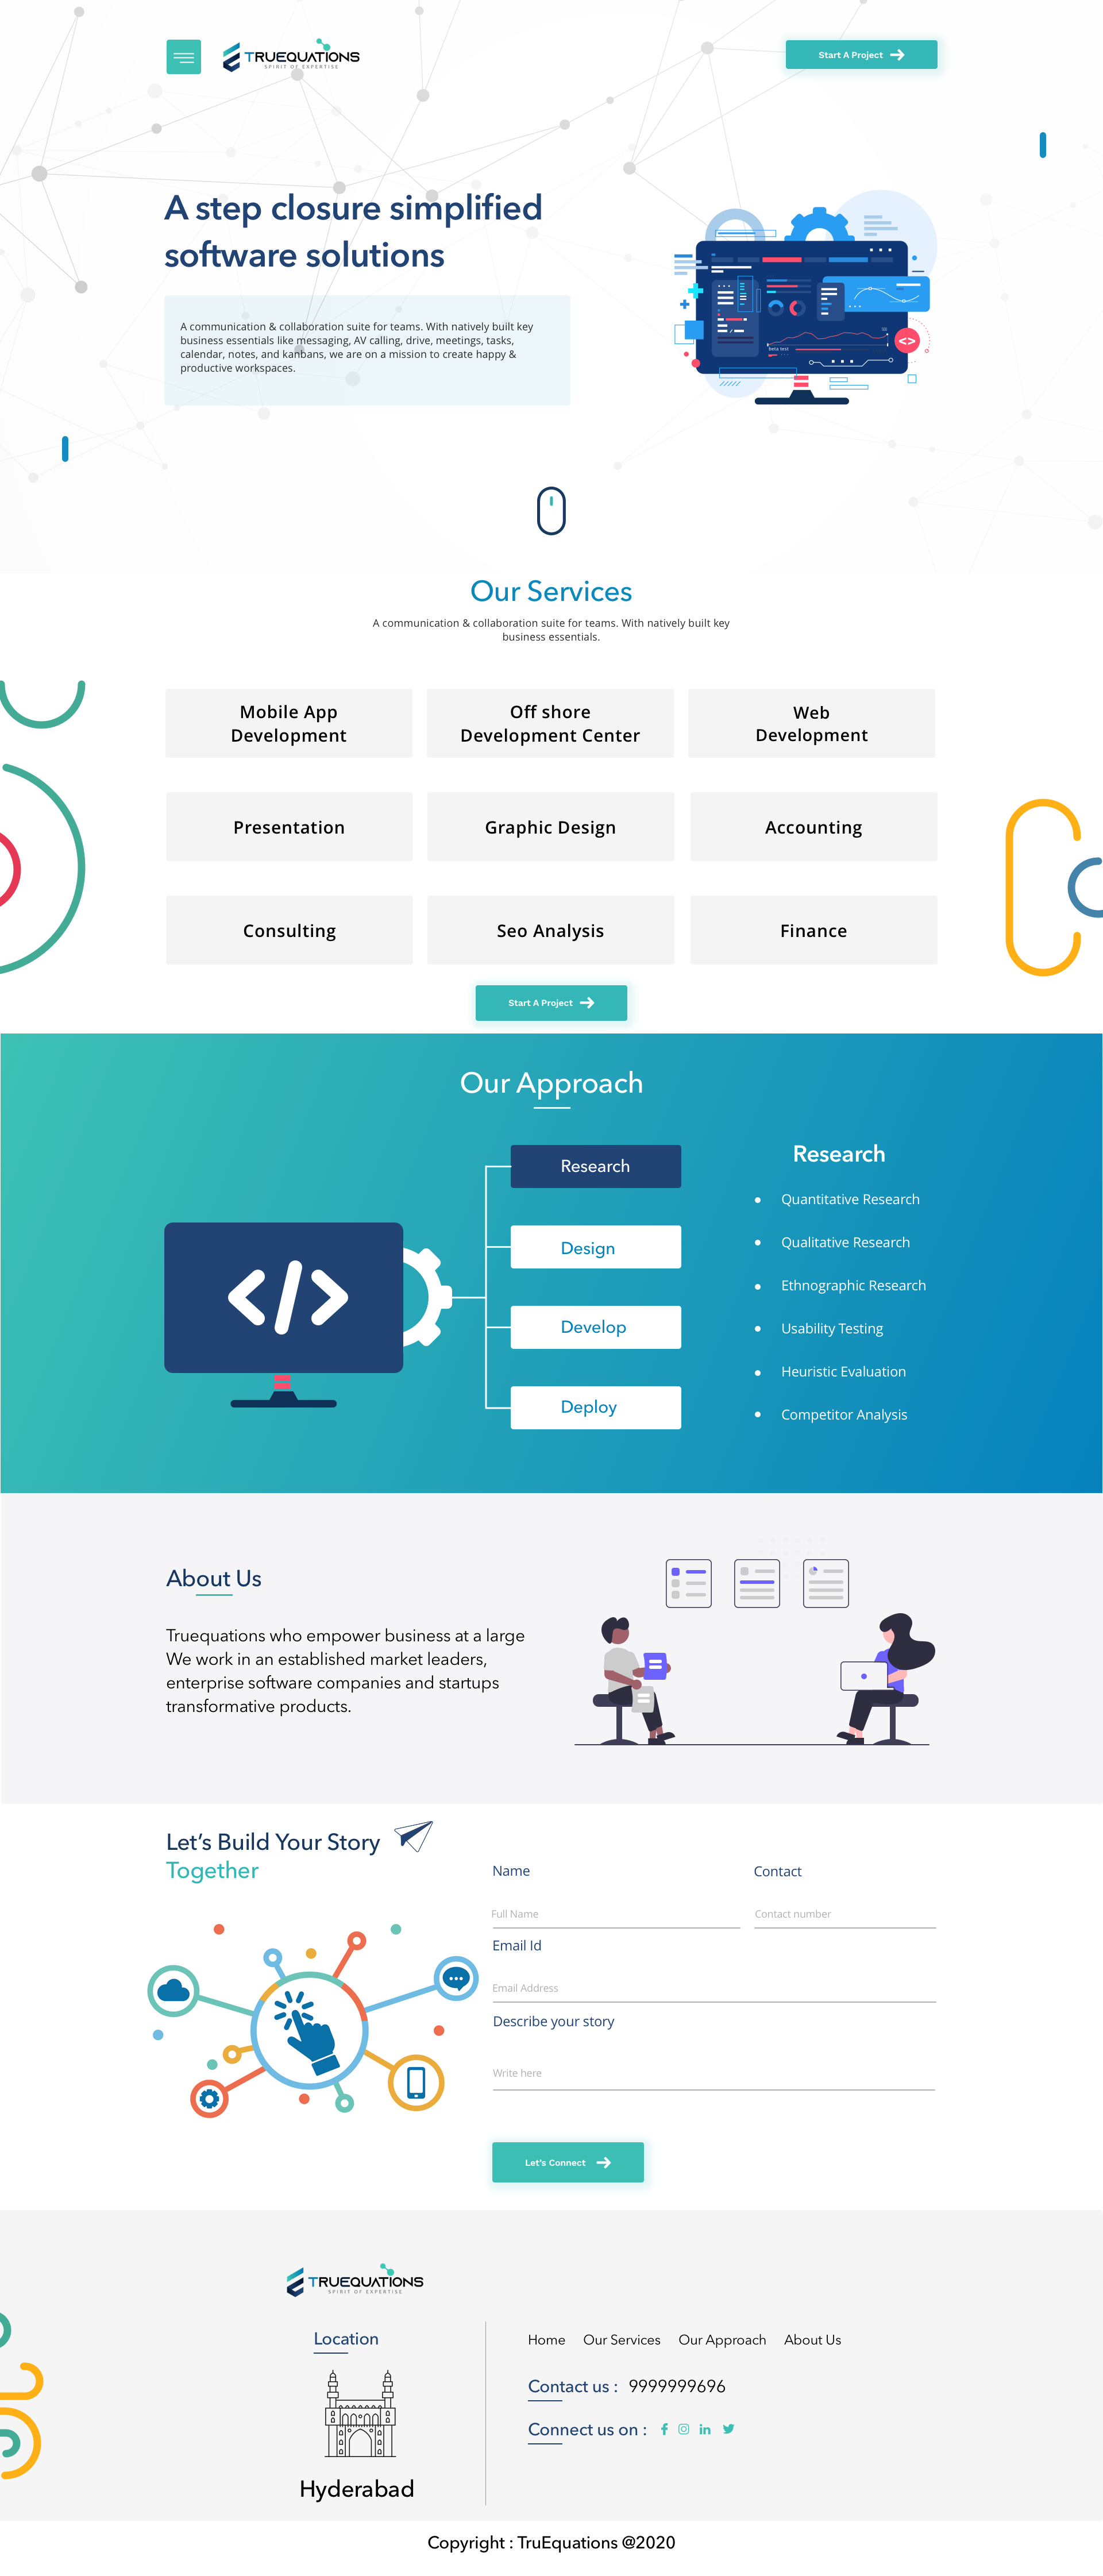 TRUEQUATIONS
SPIRIT OF EXPERTISE
Start A Project
A step closure simplified
software solutions
A communication & collaboration suite for teams. With natively built key
business essentials like messaging, AV calling, drive, meetings, tasks,
calendar, notes, and kanbans, we are on a mission to create happy &
productive workspaces.
Our Services
A communication & collaboration suite for teams. With natively built key
business essentials.
Mobile App
Development
Off shore
Development Center
Web
Development
Presentation
Graphic Design
Accounting
Consulting
Seo Analysis
Finance
Start A Project
Our Approach
Research
Design
Develop
Deploy
Research
Quantitative Research
Qualitative Research
Ethnographic Research
Usability Testing
Heuristic Evaluation
Competitor Analysis
About Us
Truequations who empower business at a large
We work in an established market leaders,
enterprise software companies and startups
transformative products.
Let's Build Your Story
Together
Name
Contact
Full Name
Contact number
Email Id
Email Address
Describe your story
Write here
Let's Connect
TRUEQUATIONS
SPIRIT OF EXPERTISE
Location
Hyderabad
Home Our Services Our Approach About Us
Contact us : 9999999696
Connect us on :
Copyright : TruEquations @2020